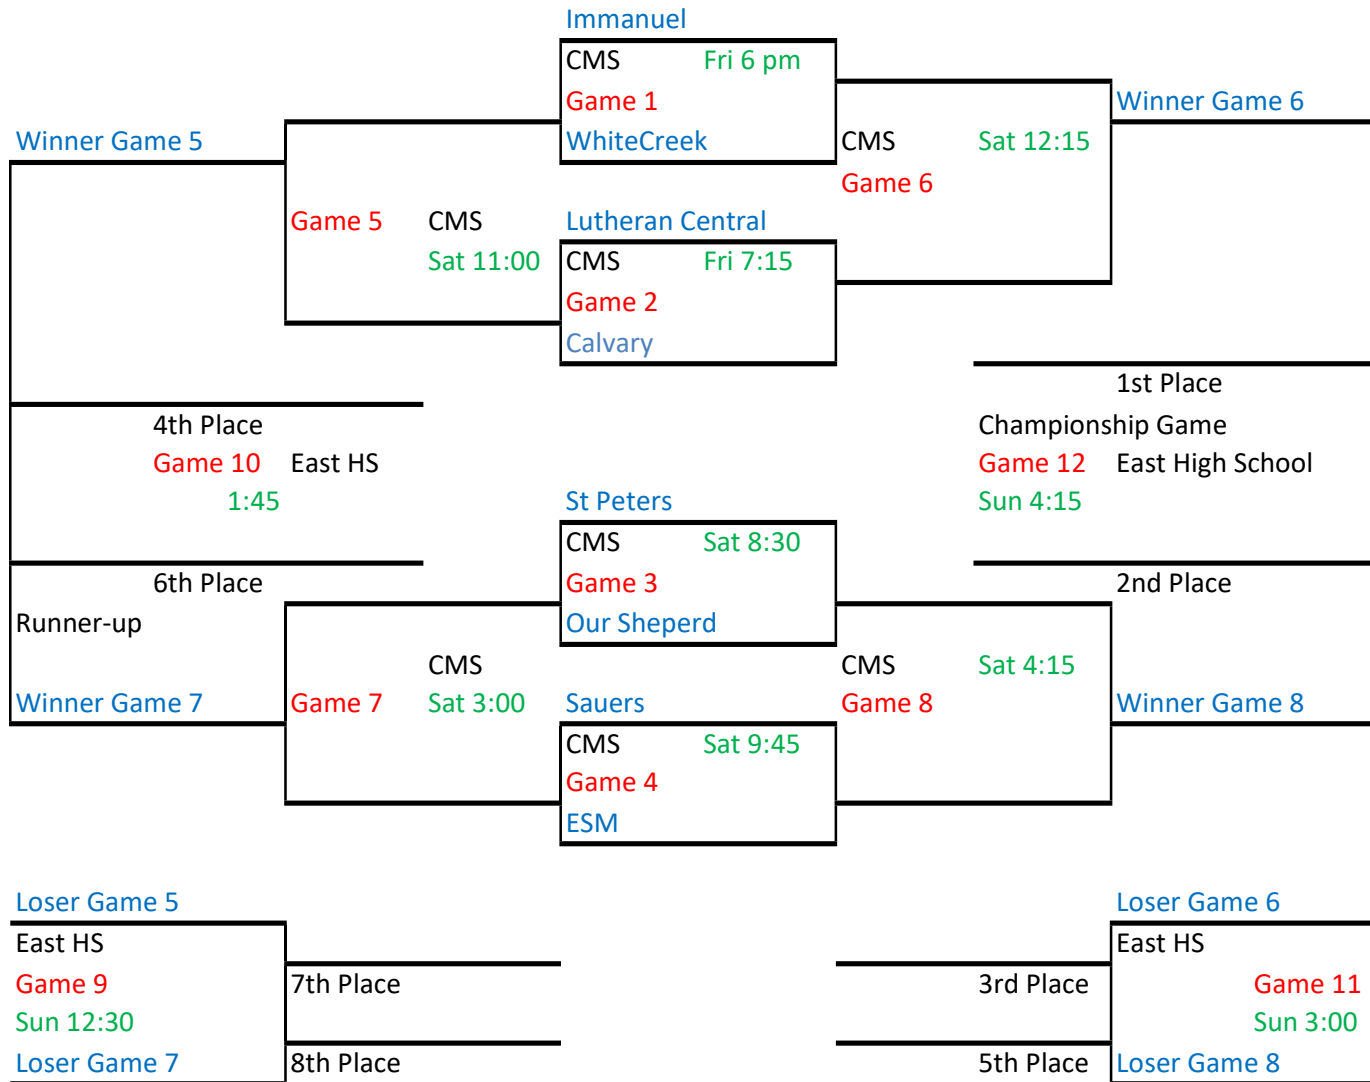 Immanuel
CMS Fri 6 pm
Game 1 Winner Game 6
Winner Game 5 WhiteCreek CMS Sat 12:15
Game 6
Game 5 CMS Lutheran Central
Sat 11:00 CMS Fri 7:15
Game 2
Calvary
1st Place
4th Place Championship Game
Game 10 East HS Game 12 East High School
1:45 St Peters Sun 4:15
CMS Sat 8:30
6th Place Game 3 2nd Place
Runner-up Our Sheperd
CMS CMS Sat 4:15
Winner Game 7 Game 7 Sat 3:00 Sauers Game 8 Winner Game 8
CMS Sat 9:45
Game 4
ESM
Loser Game 5 Loser Game 6
East HS East HS
Game 9 7th Place 3rd Place Game 11
Sun 12:30 Sun 3:00
Loser Game 7 8th Place 5th Place Loser Game 8